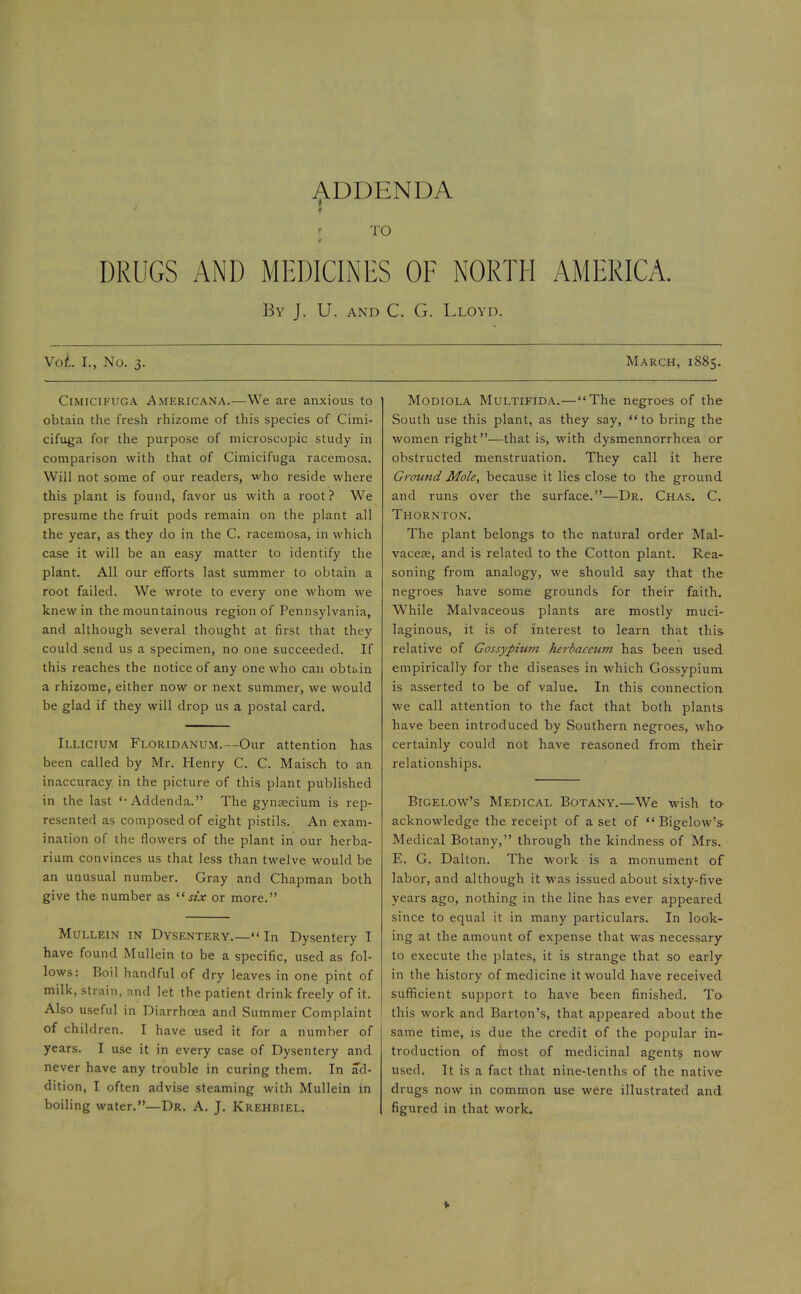 ADDENDA
TO
DRUGS AND MEDICINES OF NORTH AMERICA.
By J. U. AND C. G. LLOYD.
VOL. I., No. 3. MARCH, 1885.
CIMICIFUGA AMERICANA.—We are anxious to
obtain the fresh rhizome of this species of Cimi-
cifuga for the purpose of microscopic study in
comparison with that of Cimicifuga racemosa.
Will not some of our readers, who reside where
this plant is found, favor us with a root? We
presume the fruit pods remain on the plant all
the year, as they do in the C. racemosa, in which
case it will be an easy matter to identify the
plant. All our efforts last summer to obtain a
root failed. We wrote to every one whom we
knew in the mountainous region of Pennsylvania,
and although several thought at first that they
could send us a specimen, no one succeeded. If
this reaches the notice of any one who can obtain
a rhizome, either now or next summer, we would
be glad if they will drop us a postal card.
ILLICIUM FLORIDANUM.--Our attention has
been called by Mr. Henry C. C. Maisch to an
inaccuracy in the picture of this plant published
in the last "Addenda." The gynæcium is rep-
resented as composed of eight pistils. An exam-
ination of the flowers of the plant in our herba-
rium convinces us that less than twelve would be
an unusual number. Gray and Chapman both
give the number as "six or more."
MULLEIN IN DYSENTERY.—"In Dysentery I
have found Mullein to be a specific, used as fol-
lows: Boil handful of dry leaves in one pint of
milk, strain, and let the patient drink freely of it.
Also useful in Diarrhœa and Summer Complaint
of children. I have used it for a number of
years. I use it in every case of Dysentery and
never have any trouble in curing them. In ad-
dition, I often advise steaming with Mullein in
boiling water."—DR. A. J. KREHBIEL.
MODIOLA MULTIFIDA.—"The negroes of the
South use this plant, as they say, "to bring the
women right"—that is, with dysmennorrhœa or
obstructed menstruation. They call it here
Ground Mole, because it lies close to the ground
and runs over the surface."—DR. CHAS. C.
THORNTON.
The plant belongs to the natural order Mal-
vaceæ, and is related to the Cotton plant. Rea-
soning from analogy, we should say that the
negroes have some grounds for their faith.
While Malvaceous plants are mostly muci-
laginous, it is of interest to learn that this
relative of Gossypium herbaceum has been used
empirically for the diseases in which Gossypium
is asserted to be of value. In this connection
we call attention to the fact that both plants
have been introduced by Southern negroes, who
certainly could not have reasoned from their
relationships.
BIGELOW'S MEDICAL BOTANY.—We wish to
acknowledge the receipt of a set of "Bigelow's
Medical Botany," through the kindness of Mrs.
E. G. Dalton. The work is a monument of
labor, and although it was issued about sixty-five
years ago, nothing in the line has ever appeared
since to equal it in many particulars. In look-
ing at the amount of expense that was necessary
to execute the plates, it is strange that so early
in the history of medicine it would have received
sufficient support to have been finished. To
this work and Barton's, that appeared about the
same time, is due the credit of the popular in-
troduction of most of medicinal agents now
used. It is a fact that nine-tenths of the native
drugs now in common use were illustrated and
figured in that work.